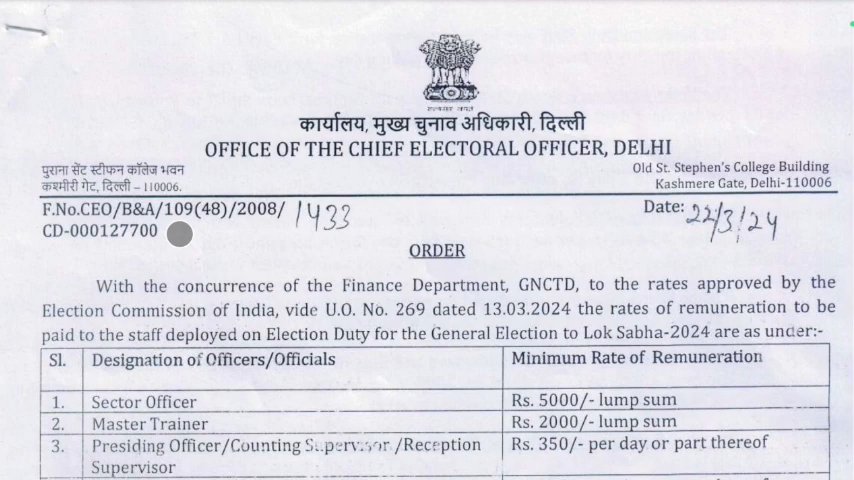 सत्यमेव जयते
कार्यालय, मुख्य चुनाव अधिकारी, दिल्ली
OFFICE OF THE CHIEF ELECTORAL OFFICER, DELHI
पुराना सेंट स्टीफन कॉलेज भवन
कश्मीरी गेट, दिल्ली – 110006.
Old St. Stephen's College Building
Kashmere Gate, Delhi-110006
F.No.CEO/B&A/109(48)/2008/ 1433
CD-000127700
Date: 22/3/24
ORDER
With the concurrence of the Finance Department, GNCTD, to the rates approved by the
Election Commission of India, vide U.O. No. 269 dated 13.03.2024 the rates of remuneration to be
paid to the staff deployed on Election Duty for the General Election to Lok Sabha-2024 are as under:-
Sl. Designation of Officers/Officials Minimum Rate of Remuneration
1. Sector Officer Rs. 5000/- lump sum
2. Master Trainer Rs. 2000/- lump sum
3. Presiding Officer/Counting Supervisor /Reception Rs. 350/- per day or part thereof
Supervisor